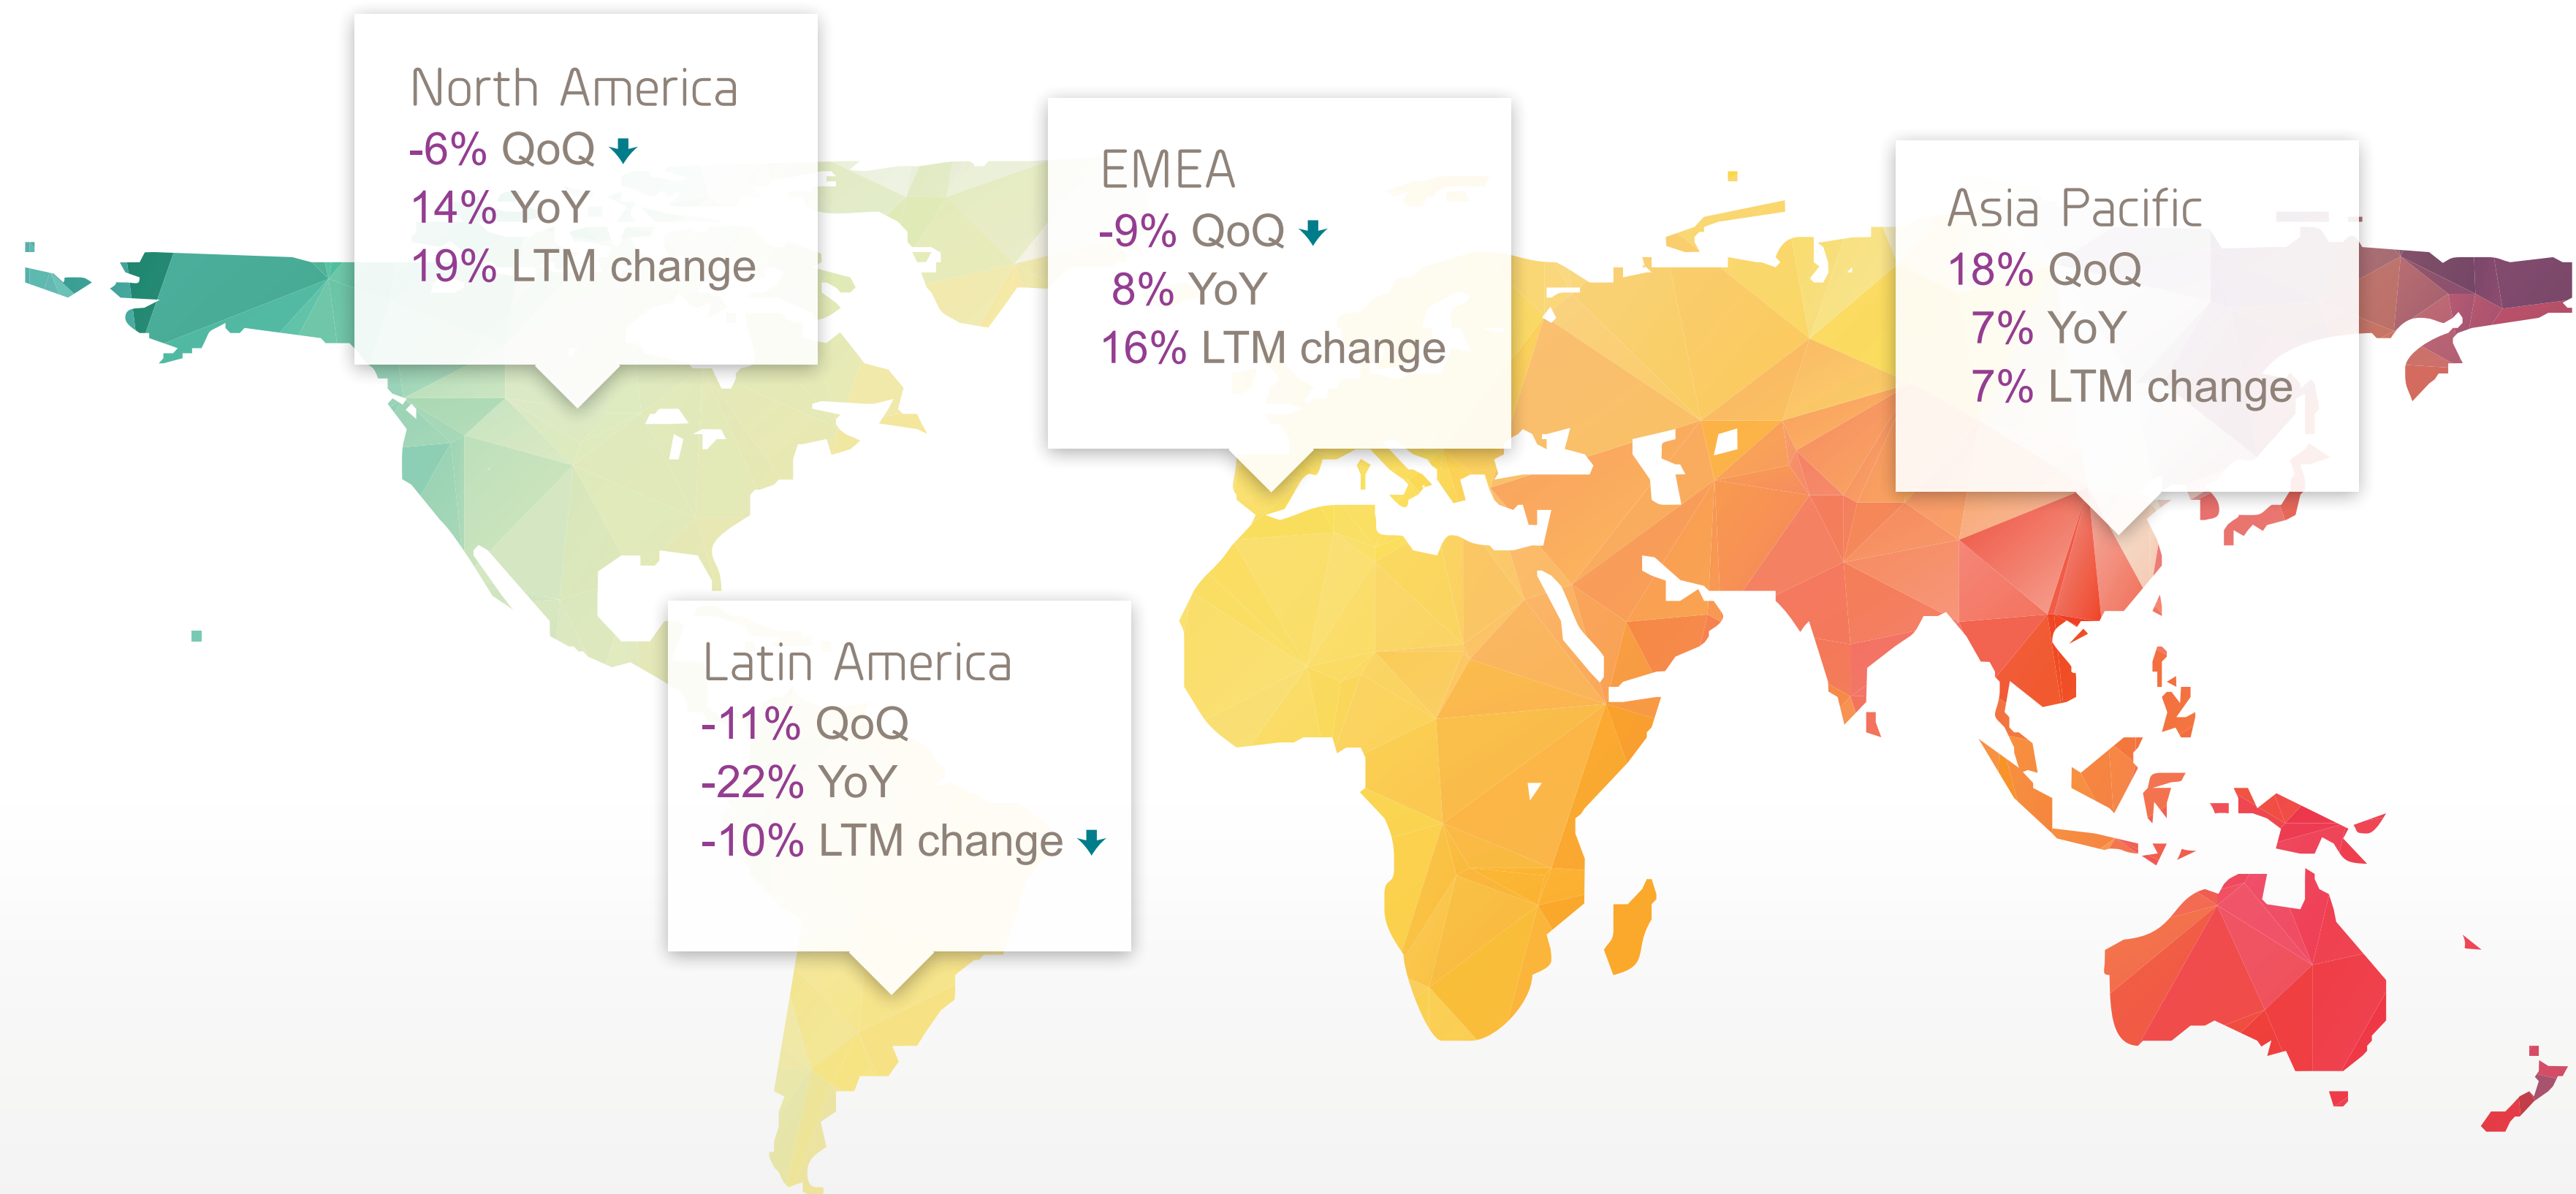 North America
-6% QoQ
14% YoY
19% LTM change
EMEA
-9% QoQ
8% YoY
16% LTM change
Asia Pacific
18% QoQ
7% YoY
7% LTM change
Latin America
-11% QoQ
-22% YoY
-10% LTM change